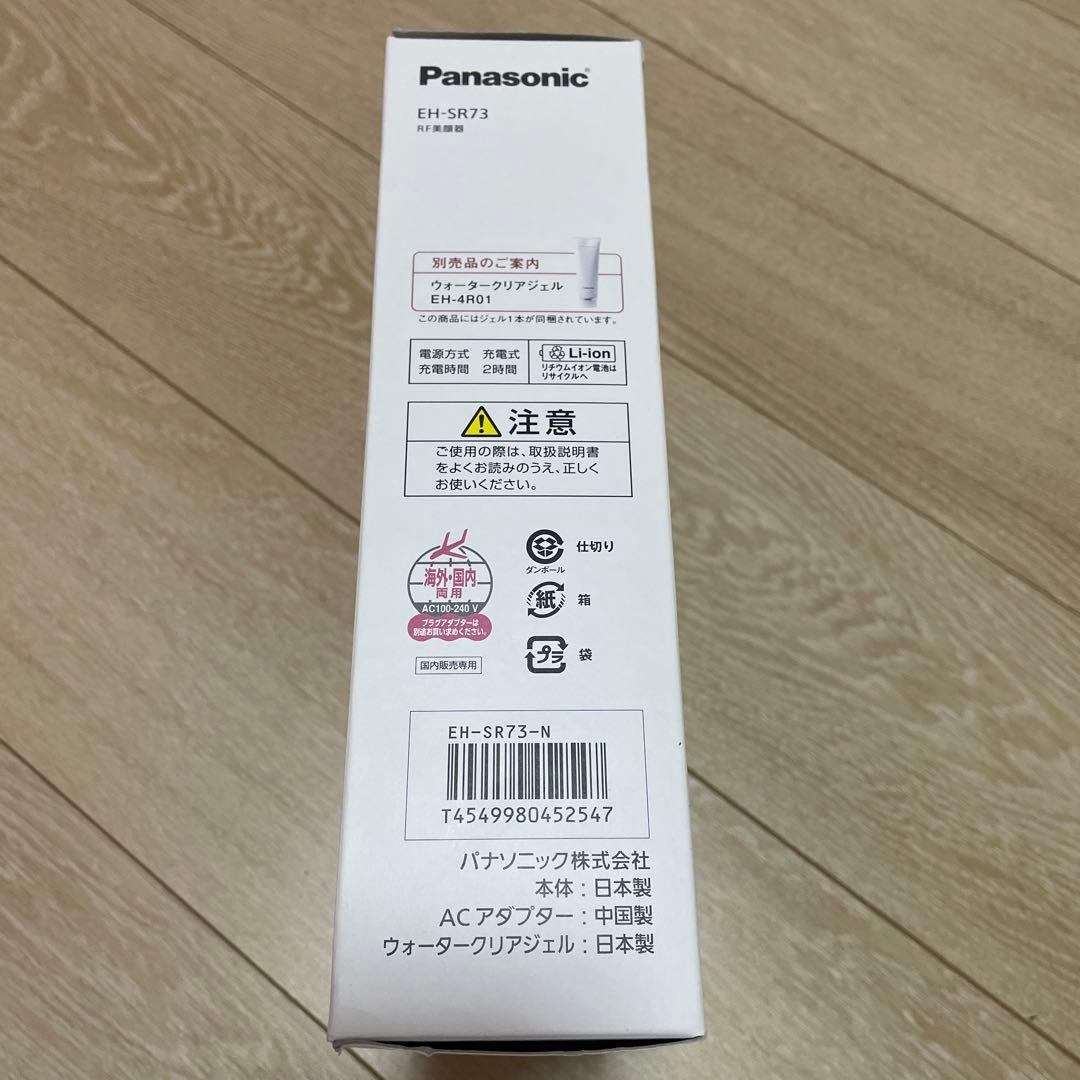 Panasonic
EH-SR73
RF美顔器
別売品のご案内
ウォータークリアジェル
EH-4R01
この商品にはジェル1本が同梱されています。
電源方式 充電式
充電時間 2時間
Li-ion
リチウムイオン電池は
リサイクルへ
注意
ご使用の際は、取扱説明書
をよくお読みのうえ、正しく
お使いください。
海外・国内
両用
AC100-240 V
プラグアダプターは
別途お買い求めください。
国内販売専用
ダンボール
仕切り
紙
箱
プラ
袋
EH-SR73-N
T4549980452547
パナソニック株式会社
本体:日本製
ACアダプター:中国製
ウォータークリアジェル:日本製